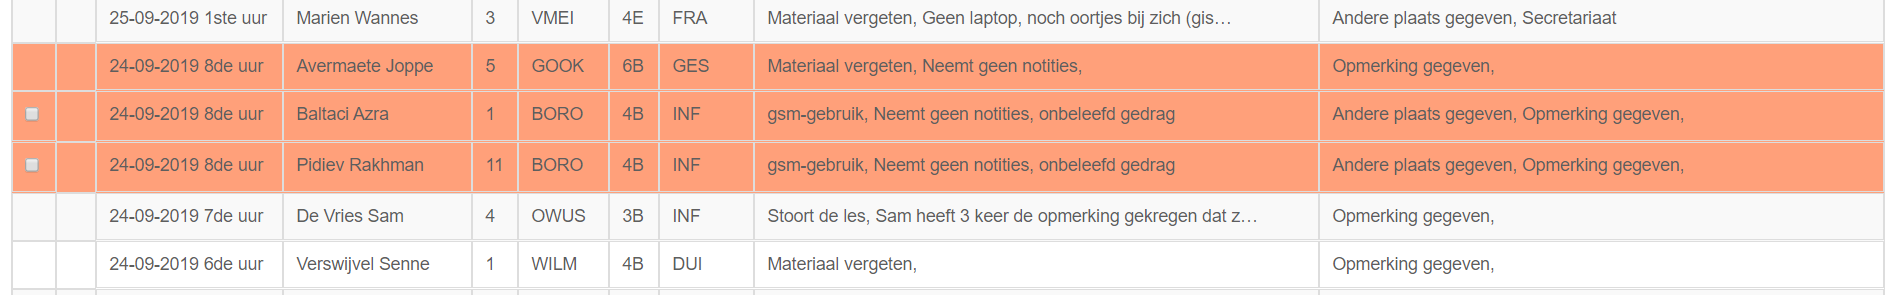 25-09-2019 1ste uur Marien Wannes 3 VMEI 4E FRA Materiaal vergeten, Geen laptop, noch oortjes bij zich (gis… Andere plaats gegeven, Secretariaat
24-09-2019 8de uur Avermaete Joppe 5 GOOK 6B GES Materiaal vergeten, Neemt geen notities, Opmerking gegeven,
24-09-2019 8de uur Baltaci Azra 1 BORO 4B INF gsm-gebruik, Neemt geen notities, onbeleefd gedrag Andere plaats gegeven, Opmerking gegeven,
24-09-2019 8de uur Pidiev Rakhman 11 BORO 4B INF gsm-gebruik, Neemt geen notities, onbeleefd gedrag Andere plaats gegeven, Opmerking gegeven,
24-09-2019 7de uur De Vries Sam 4 OWUS 3B INF Stoort de les, Sam heeft 3 keer de opmerking gekregen dat z… Opmerking gegeven,
24-09-2019 6de uur Verswijvel Senne 1 WILM 4B DUI Materiaal vergeten, Opmerking gegeven,